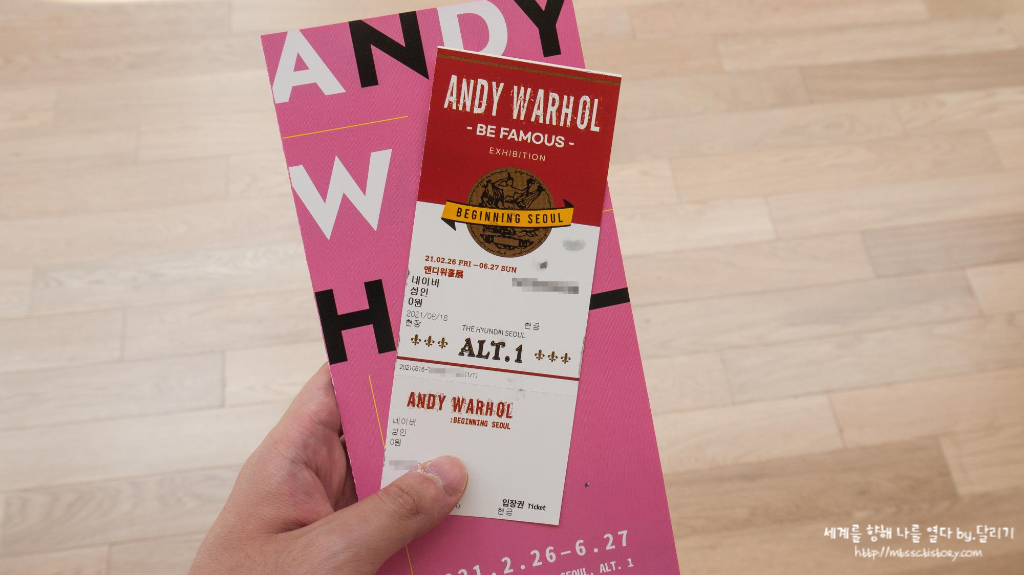 ANDY
W
H
ANDY WARHOL
- BE FAMOUS -
EXHIBITION
BEGINNING SEOUL
21.02.26 FRI - 06.27 SUN
앤디워홀展
네이버
성인
0원
2021/06/18
현장
현금
THE HYUNDAI SEOUL
ALT.1
(1/1)
ANDY WARHOL
:BEGINNING SEOUL
네이버
성인
0원
입장권 Ticket
현금
.2.26-6.27
SEOUL, ALT. 1
세계를 향해 나를 열다 by.달리기